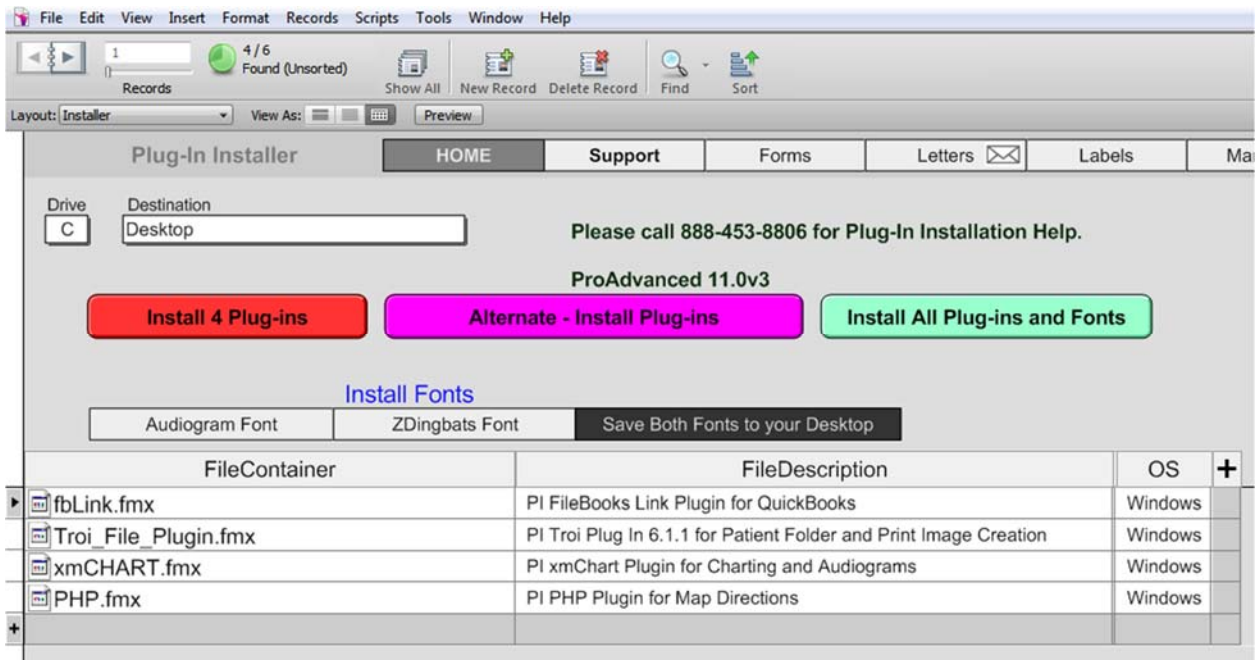 File Edit View Insert Format Records Scripts Tools Window Help
1
4 / 6
Found (Unsorted)
Records
Show All New Record Delete Record Find Sort
Layout: Installer View As: Preview
Plug-In Installer HOME Support Forms Letters Labels Ma
Drive Destination
C Desktop
Please call 888-453-8806 for Plug-In Installation Help.
ProAdvanced 11.0v3
Install 4 Plug-ins Alternate - Install Plug-ins Install All Plug-ins and Fonts
Install Fonts
Audiogram Font ZDingbats Font Save Both Fonts to your Desktop
FileContainer FileDescription OS +
fbLink.fmx PI FileBooks Link Plugin for QuickBooks Windows
Troi_File_Plugin.fmx PI Troi Plug In 6.1.1 for Patient Folder and Print Image Creation Windows
xmCHART.fmx PI xmChart Plugin for Charting and Audiograms Windows
PHP.fmx PI PHP Plugin for Map Directions Windows
+